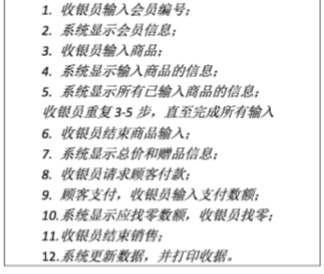 1. 收银员输入会员编号；
2. 系统显示会员信息；
3. 收银员输入商品；
4. 系统显示输入商品的信息；
5. 系统显示所有已输入商品的信息；
收银员重复 3-5 步，直至完成所有输入
6. 收银员结束商品输入；
7. 系统显示总价和赠品信息；
8. 收银员请求顾客付款；
9. 顾客支付，收银员输入支付数额；
10.系统显示应找零数额，收银员找零；
11.收银员结束销售；
12.系统更新数据，并打印收据。